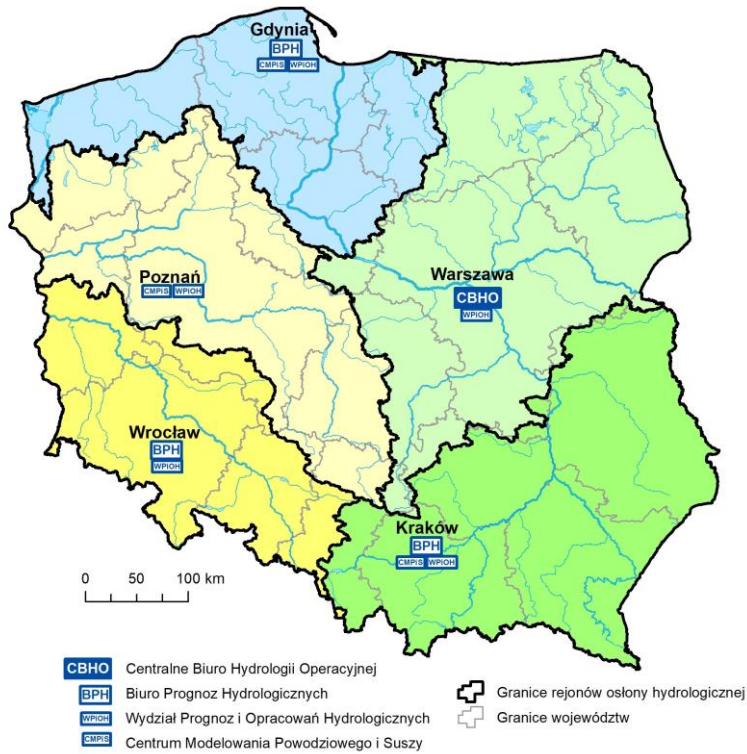 Gdynia
BPH
CMPiS WPiOH
Poznań
CMPiS WPiOH
Warszawa
CBHO
WPiOH
Wrocław
BPH
WPiOH
Kraków
BPH
CMPiS WPiOH
0 50 100 km
CBHO Centralne Biuro Hydrologii Operacyjnej
BPH Biuro Prognoz Hydrologicznych
WPiOH Wydział Prognoz i Opracowań Hydrologicznych
CMPiS Centrum Modelowania Powodziowego i Suszy
Granice rejonów osłony hydrologicznej
Granice województw